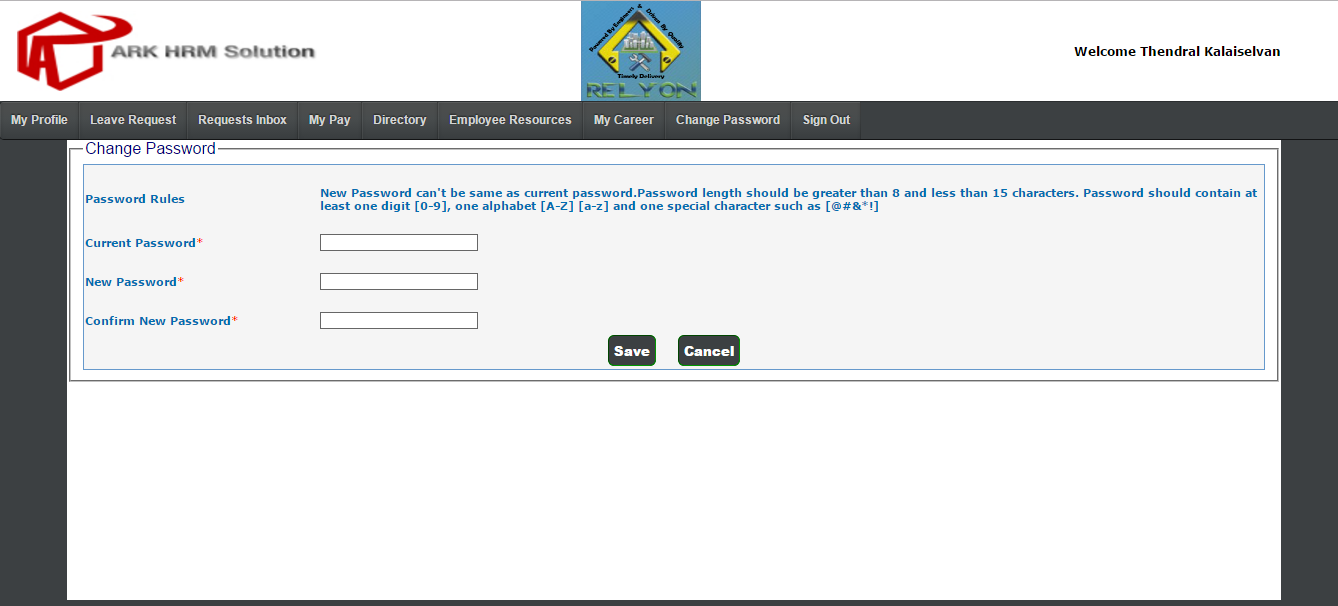 ARK HRM Solution
Powered By Engineers & Driven By Quality
Timely Delivery
RELYON
Welcome Thendral Kalaiselvan
My Profile Leave Request Requests Inbox My Pay Directory Employee Resources My Career Change Password Sign Out
Change Password
Password Rules
New Password can't be same as current password.Password length should be greater than 8 and less than 15 characters. Password should contain at
least one digit [0-9], one alphabet [A-Z] [a-z] and one special character such as [@#&*!]
Current Password*
New Password*
Confirm New Password*
Save Cancel